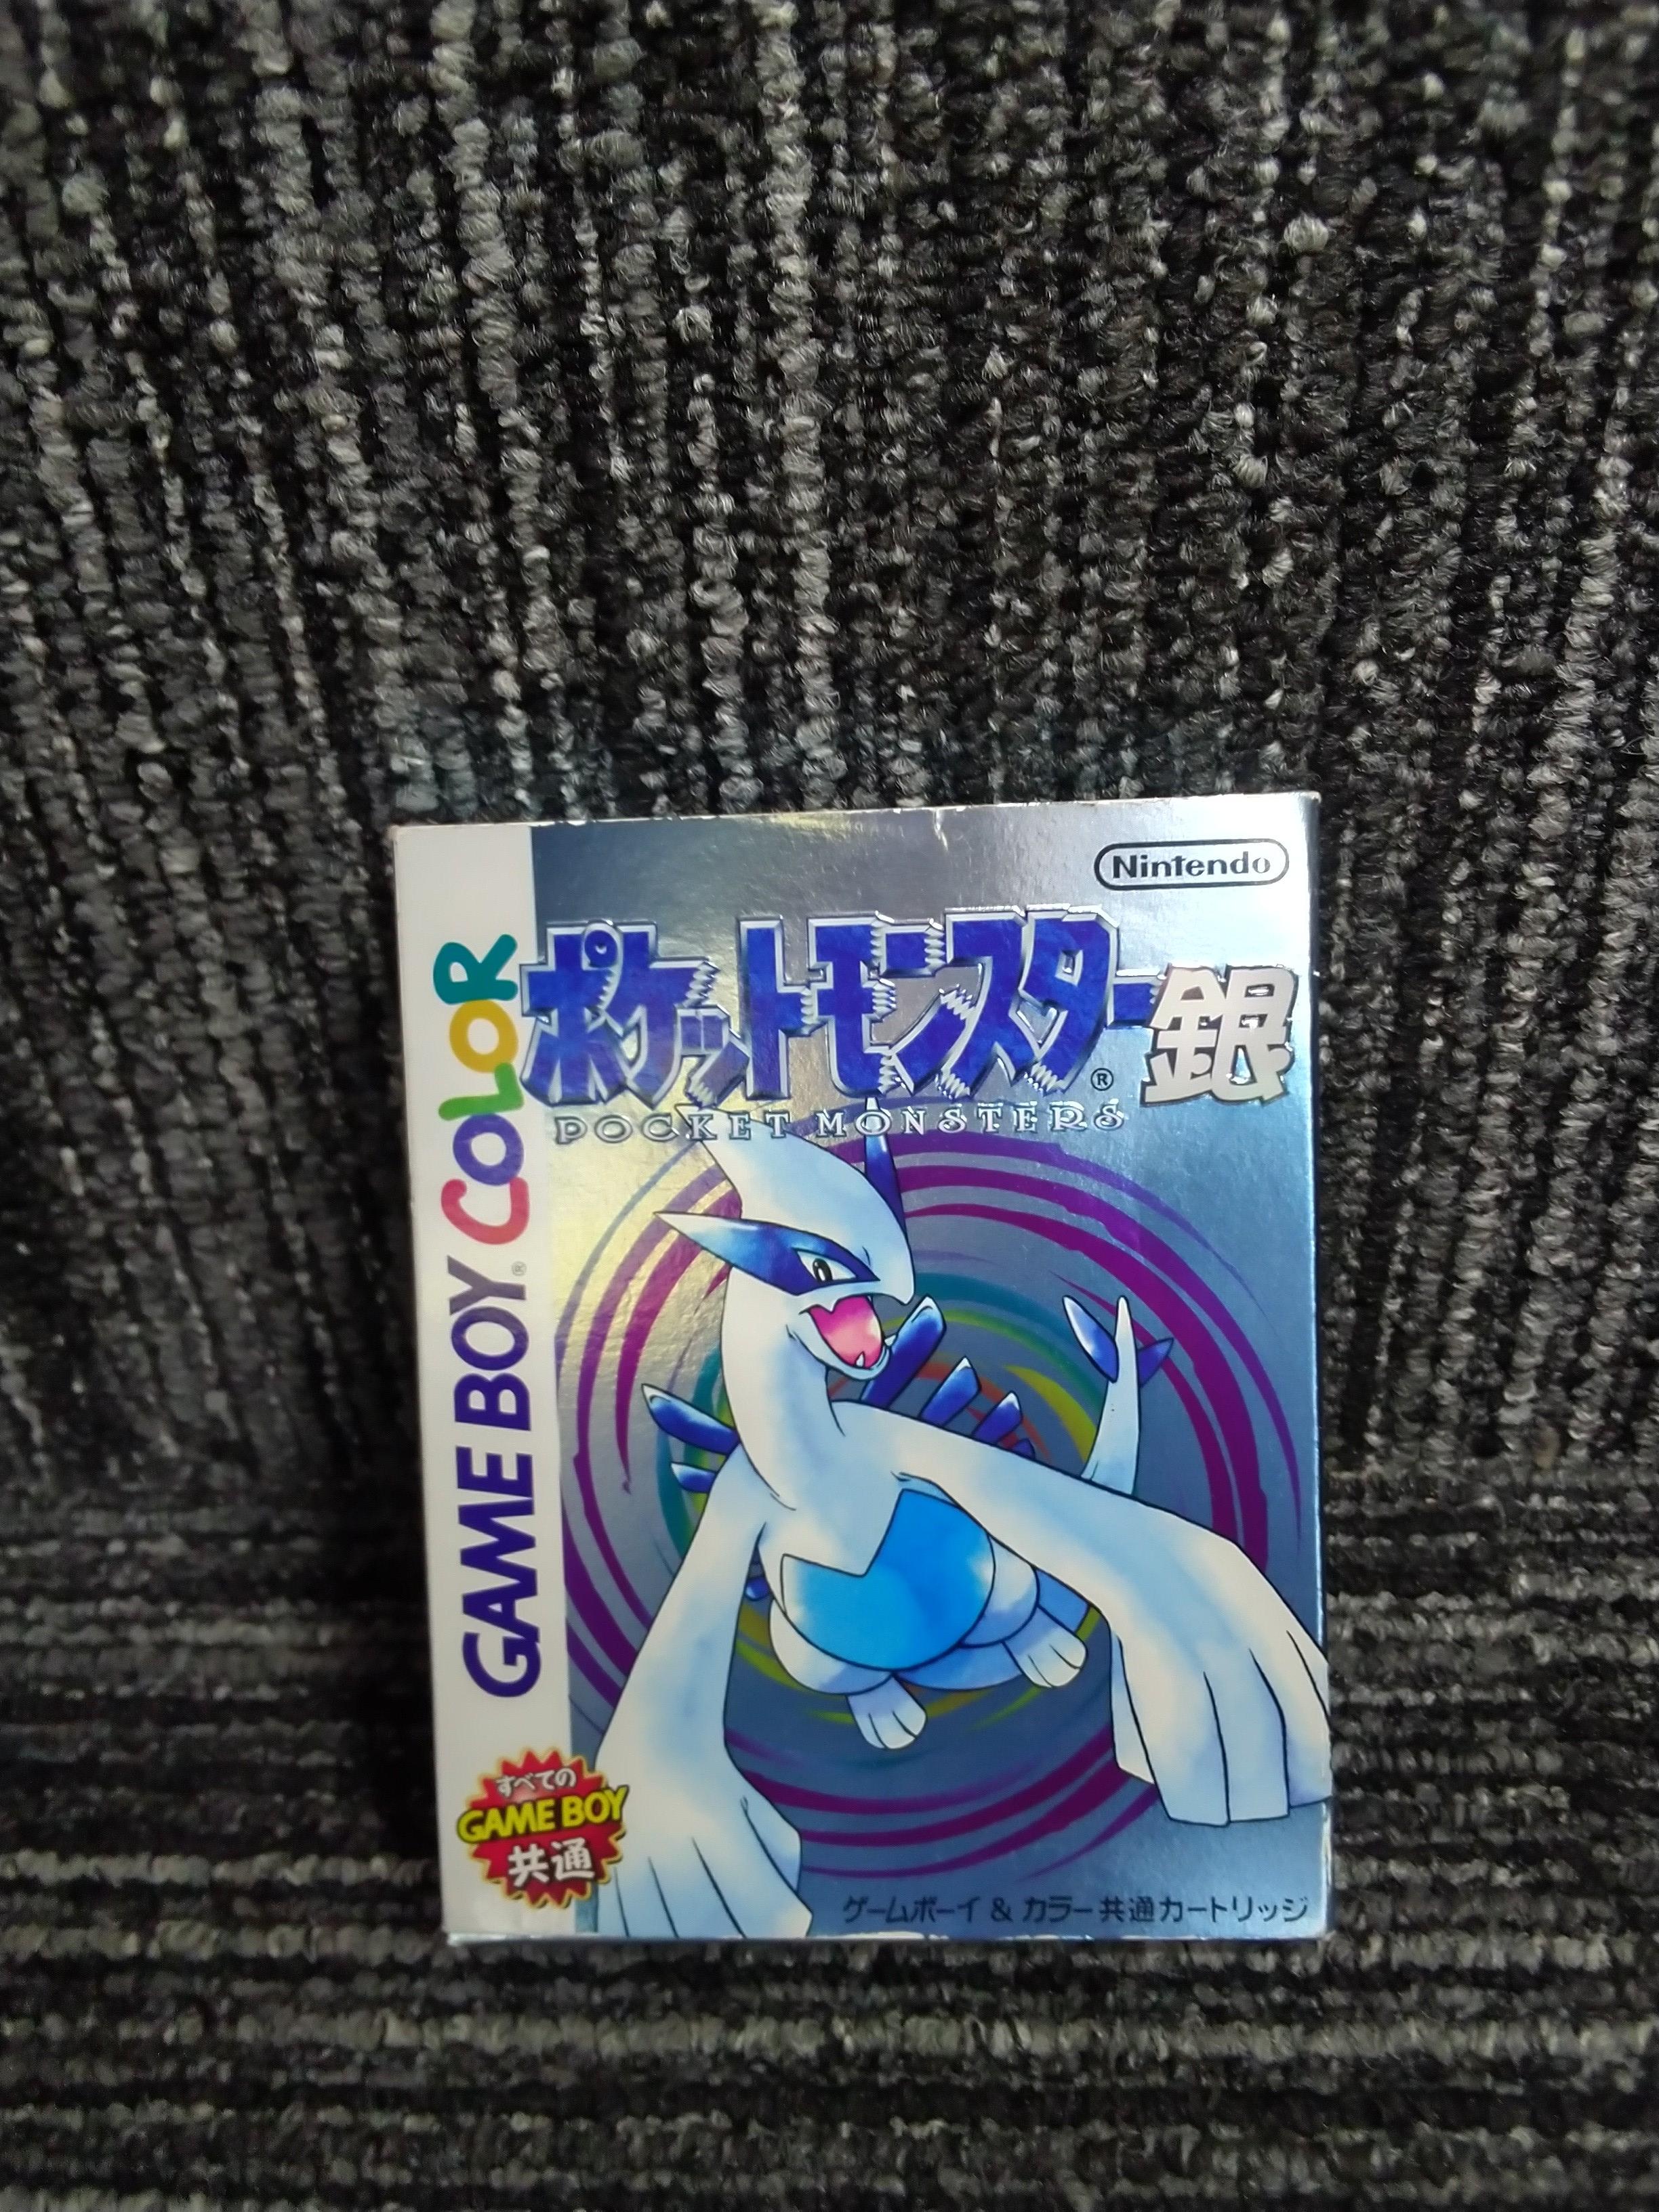 Nintendo
ポケットモンスター銀
®
POCKET MONSTERS
GAME BOY® COLOR
すべての
GAME BOY
共通
ゲームボーイ & カラー共通カートリッジ